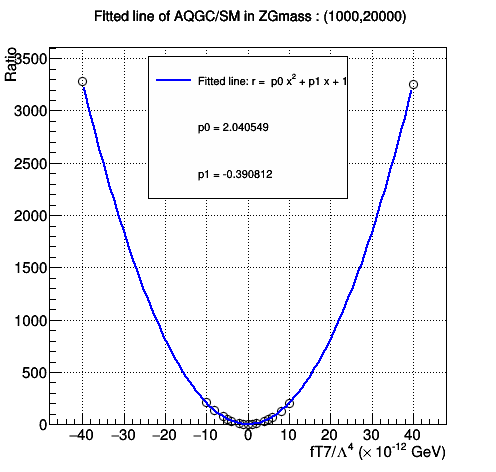 FItted line of AQGC/SM in ZGmass : (1000,20000)
Ratio
3500
3000
2500
2000
1500
1000
500
0
Fitted line: r = p0 x² + p1 x + 1
p0 = 2.040549
p1 = -0.390812
−40 −30 −20 −10 0 10 20 30 40
fT7/Λ⁴ (× 10⁻¹² GeV)